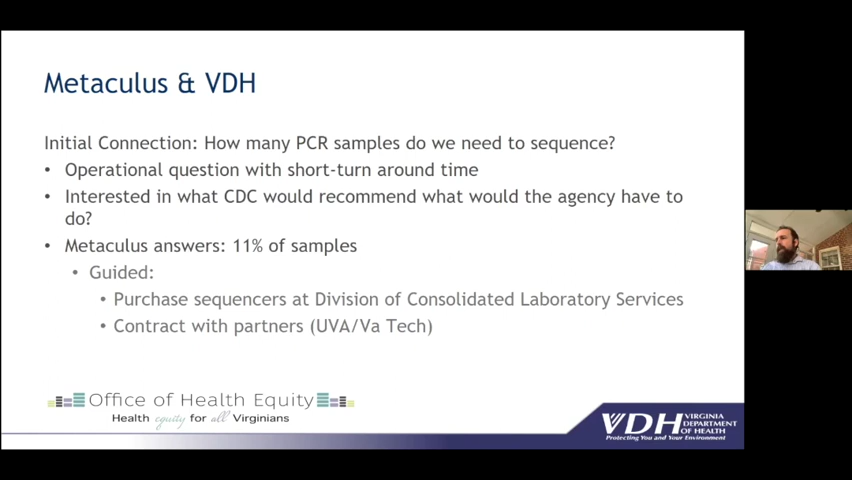 Metaculus & VDH
Initial Connection: How many PCR samples do we need to sequence?
• Operational question with short-turn around time
• Interested in what CDC would recommend what would the agency have to
do?
• Metaculus answers: 11% of samples
• Guided:
• Purchase sequencers at Division of Consolidated Laboratory Services
• Contract with partners (UVA/Va Tech)
Office of Health Equity
Health equity for all Virginians
VDH VIRGINIA
DEPARTMENT
OF HEALTH
Protecting You and Your Environment